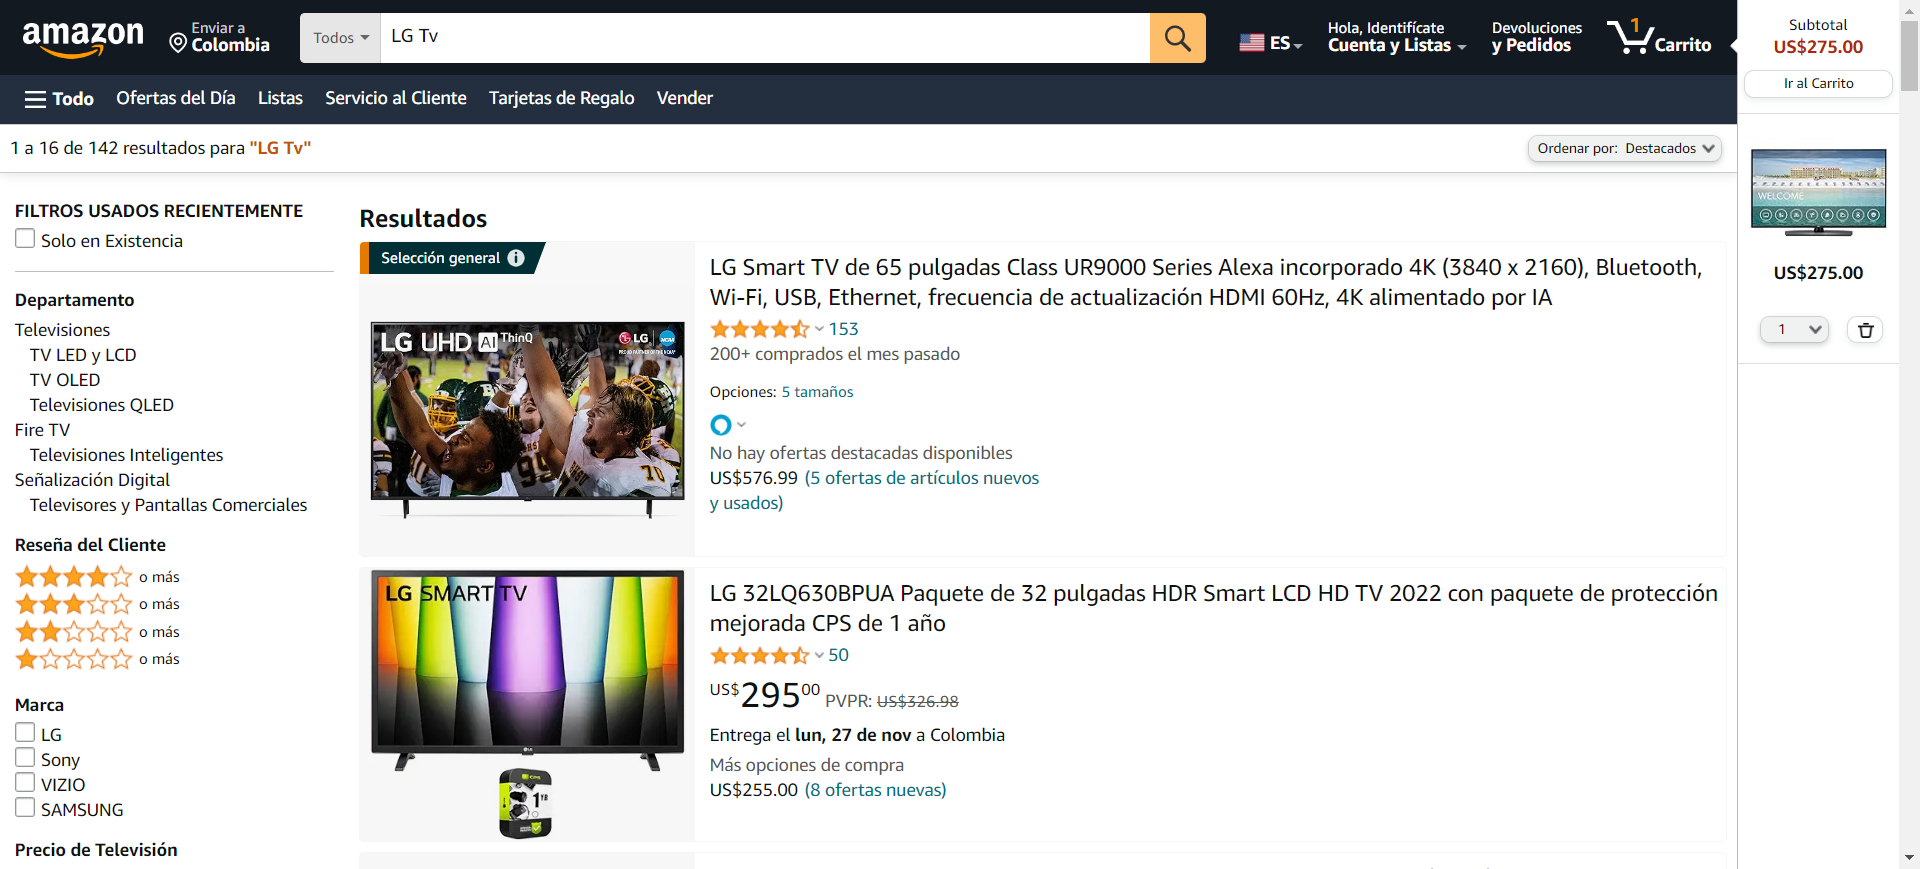 amazon
Enviar a
Colombia
Todos
LG Tv
ES
Hola, Identifícate
Cuenta y Listas
Devoluciones
y Pedidos
1
Carrito
Subtotal
US$275.00
Ir al Carrito
Todo
Ofertas del Día
Listas
Servicio al Cliente
Tarjetas de Regalo
Vender
1 a 16 de 142 resultados para "LG Tv"
Ordenar por: Destacados
WELCOME
US$275.00
1
FILTROS USADOS RECIENTEMENTE
Solo en Existencia
Departamento
Televisiones
TV LED y LCD
TV OLED
Televisiones QLED
Fire TV
Televisiones Inteligentes
Señalización Digital
Televisores y Pantallas Comerciales
Reseña del Cliente
o más
o más
o más
o más
Marca
LG
Sony
VIZIO
SAMSUNG
Precio de Televisión
Resultados
Selección general
LG UHD AI ThinQ
LG
70
LG Smart TV de 65 pulgadas Class UR9000 Series Alexa incorporado 4K (3840 x 2160), Bluetooth,
Wi-Fi, USB, Ethernet, frecuencia de actualización HDMI 60Hz, 4K alimentado por IA
153
200+ comprados el mes pasado
Opciones: 5 tamaños
No hay ofertas destacadas disponibles
US$576.99 (5 ofertas de artículos nuevos
y usados)
LG SMART TV
CPS
1 YR
LG 32LQ630BPUA Paquete de 32 pulgadas HDR Smart LCD HD TV 2022 con paquete de protección
mejorada CPS de 1 año
50
US$29500 PVPR: US$326.98
Entrega el lun, 27 de nov a Colombia
Más opciones de compra
US$255.00 (8 ofertas nuevas)